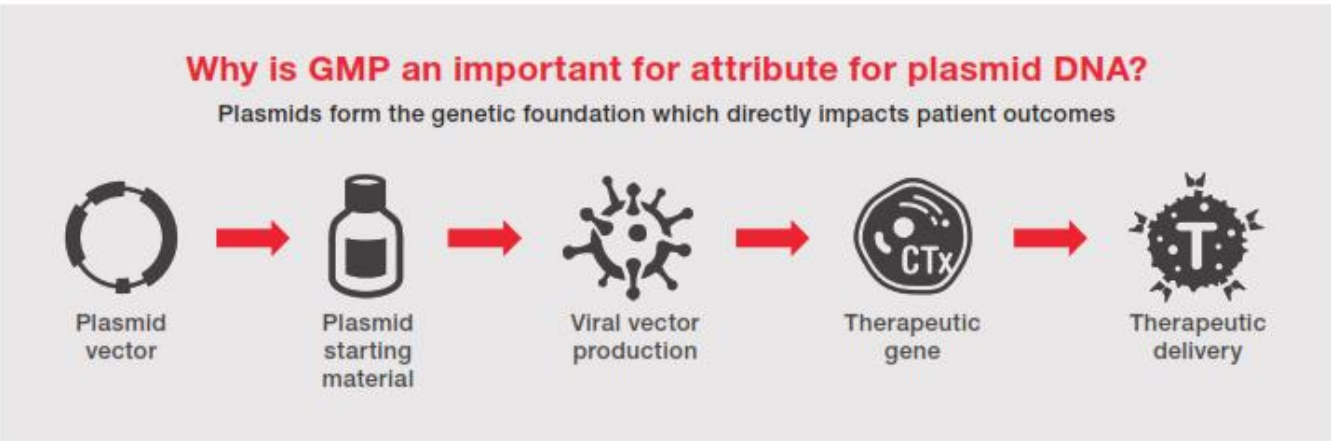 Why is GMP an important for attribute for plasmid DNA?
Plasmids form the genetic foundation which directly impacts patient outcomes
CTx
T
Plasmid
vector
Plasmid
starting
material
Viral vector
production
Therapeutic
gene
Therapeutic
delivery